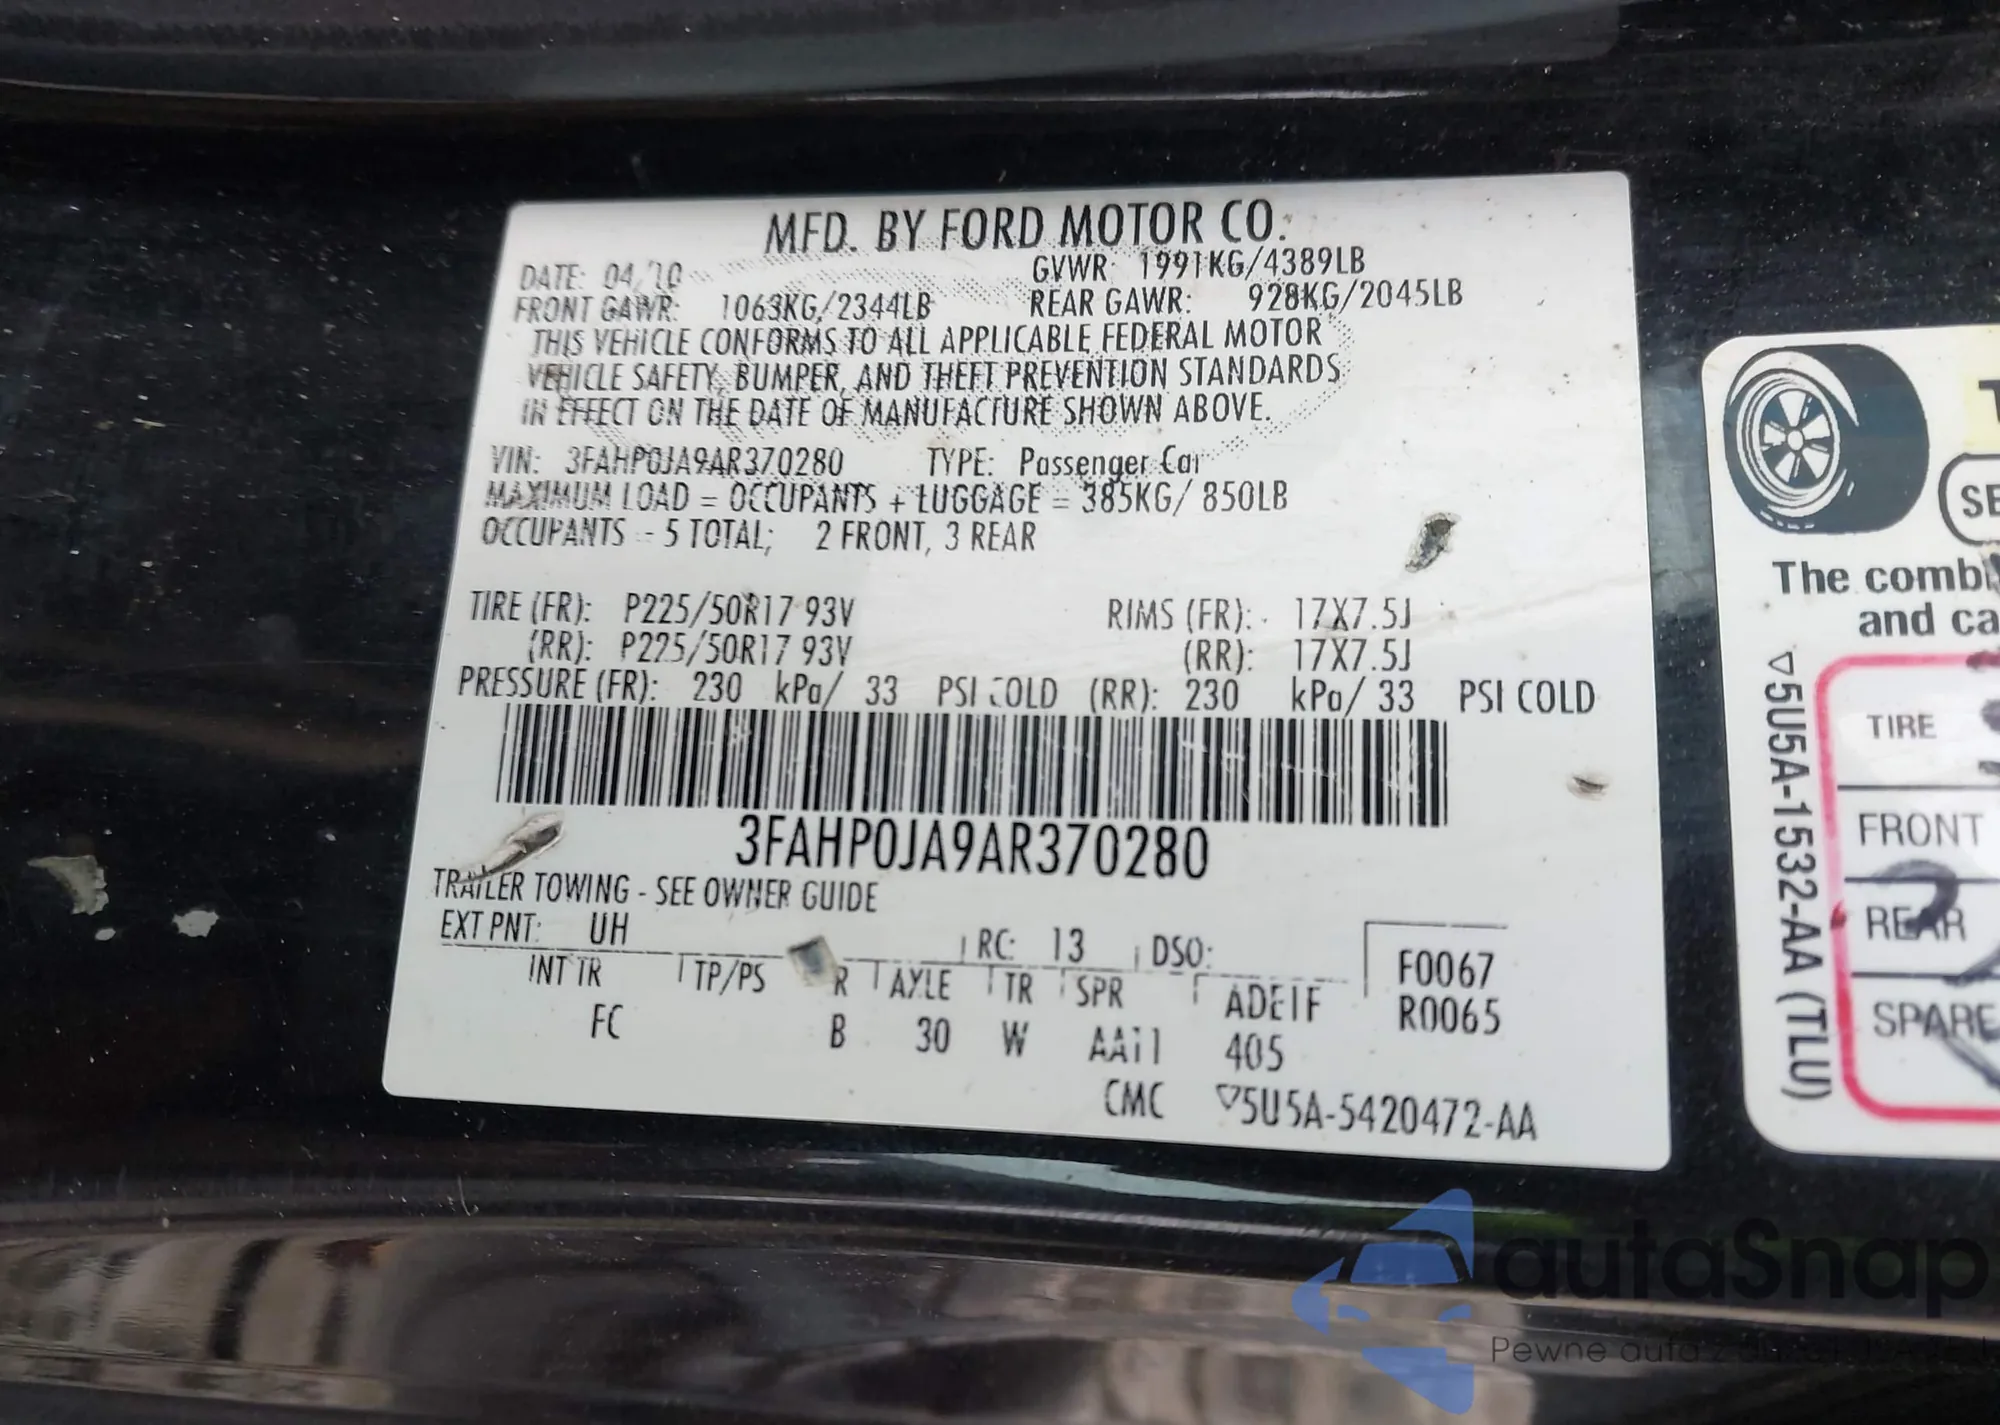 MFD. BY FORD MOTOR CO.
DATE: 04/10
GVWR: 1991KG/4389LB
FRONT GAWR: 1063KG/2344LB
REAR GAWR: 928KG/2045LB
THIS VEHICLE CONFORMS TO ALL APPLICABLE FEDERAL MOTOR
VEHICLE SAFETY, BUMPER, AND THEFT PREVENTION STANDARDS
IN EFFECT ON THE DATE OF MANUFACTURE SHOWN ABOVE.
VIN: 3FAHP0JA9AR370280 TYPE: Passenger Car
MAXIMUM LOAD = OCCUPANTS + LUGGAGE = 385KG/ 850LB
OCCUPANTS - 5 TOTAL; 2 FRONT, 3 REAR
TIRE (FR): P225/50R17 93V RIMS (FR): 17X7.5J
(RR): P225/50R17 93V (RR): 17X7.5J
PRESSURE (FR): 230 kPa/ 33 PSI COLD (RR): 230 kPa/ 33 PSI COLD
3FAHP0JA9AR370280
TRAILER TOWING - SEE OWNER GUIDE
EXT PNT: UH RC: 13 DSO:
F0067
R0065
INT TR TP/PS R AXLE TR SPR
FC B 30 W AA11
405
CMC ▽5U5A-5420472-AA
The
and
▽5U5A-1532-AA (TLU)
TIRE
FRONT
REAR
SPARE
autaSnap
Pewne auta z